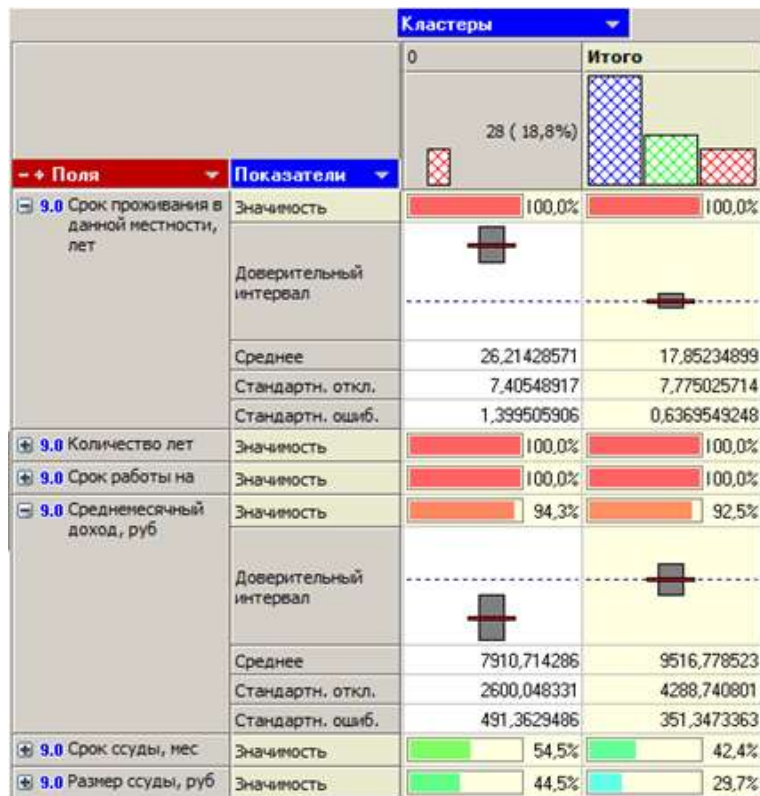 Кластеры
0 Итого
28 ( 18,8%)
− + Поля Показатели
9.0 Срок проживания в Значимость 100,0% 100,0%
данной местности,
лет
Доверительный
интервал
Среднее 26,21428571 17,85234899
Стандартн. откл. 7,40548917 7,775025714
Стандартн. ошиб. 1,399505906 0,6369549248
9.0 Количество лет Значимость 100,0% 100,0%
9.0 Срок работы на Значимость 100,0% 100,0%
9.0 Среднемесячный Значимость 94,3% 92,5%
доход, руб
Доверительный
интервал
Среднее 7910,714286 9516,778523
Стандартн. откл. 2600,048331 4288,740801
Стандартн. ошиб. 491,3629486 351,3473363
9.0 Срок ссуды, мес Значимость 54,5% 42,4%
9.0 Размер ссуды, руб Значимость 44,5% 29,7%